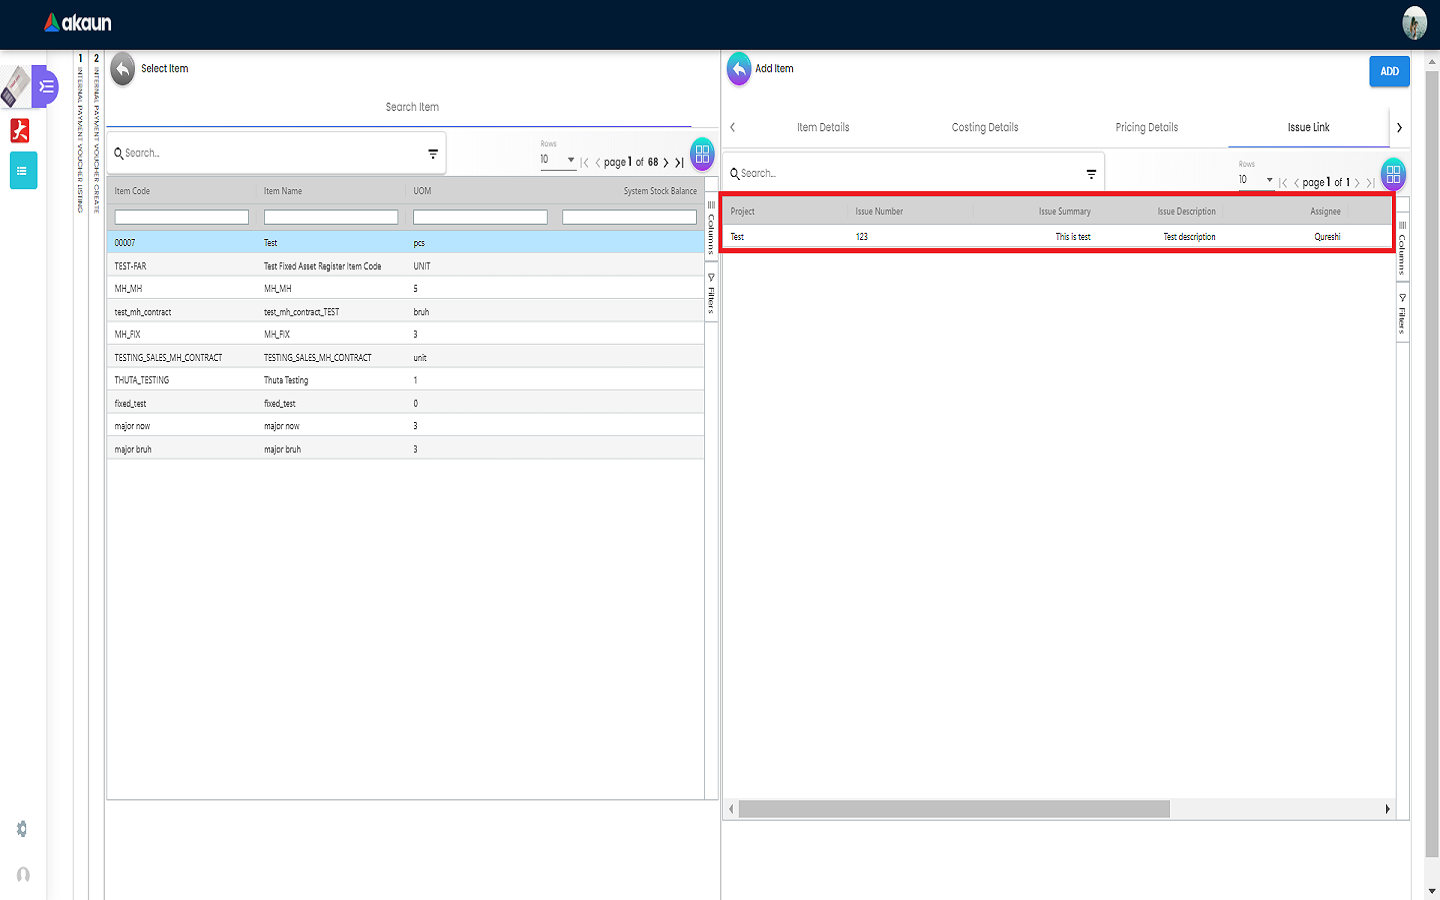 akaun
1 INTERNAL PAYMENT VOUCHER LISTING
2 INTERNAL PAYMENT VOUCHER CREATE
Select Item
Search Item
Search...
Rows
10
page 1 of 68
Item Code Item Name UOM System Stock Balance
00007 Test pcs
TEST-FAR Test Fixed Asset Register Item Code UNIT
MH_MH MH_MH 5
test_mh_contract test_mh_contract_TEST bruh
MH_FIX MH_FIX 3
TESTING_SALES_MH_CONTRACT TESTING_SALES_MH_CONTRACT unit
THUTA_TESTING Thuta Testing 1
fixed_test fixed_test 0
major now major now 3
major bruh major bruh 3
Columns
Filters
Add Item
ADD
Item Details Costing Details Pricing Details Issue Link
Search...
Rows
10
page 1 of 1
Project Issue Number Issue Summary Issue Description Assignee
Test 123 This is test Test description Qureshi
Columns
Filters